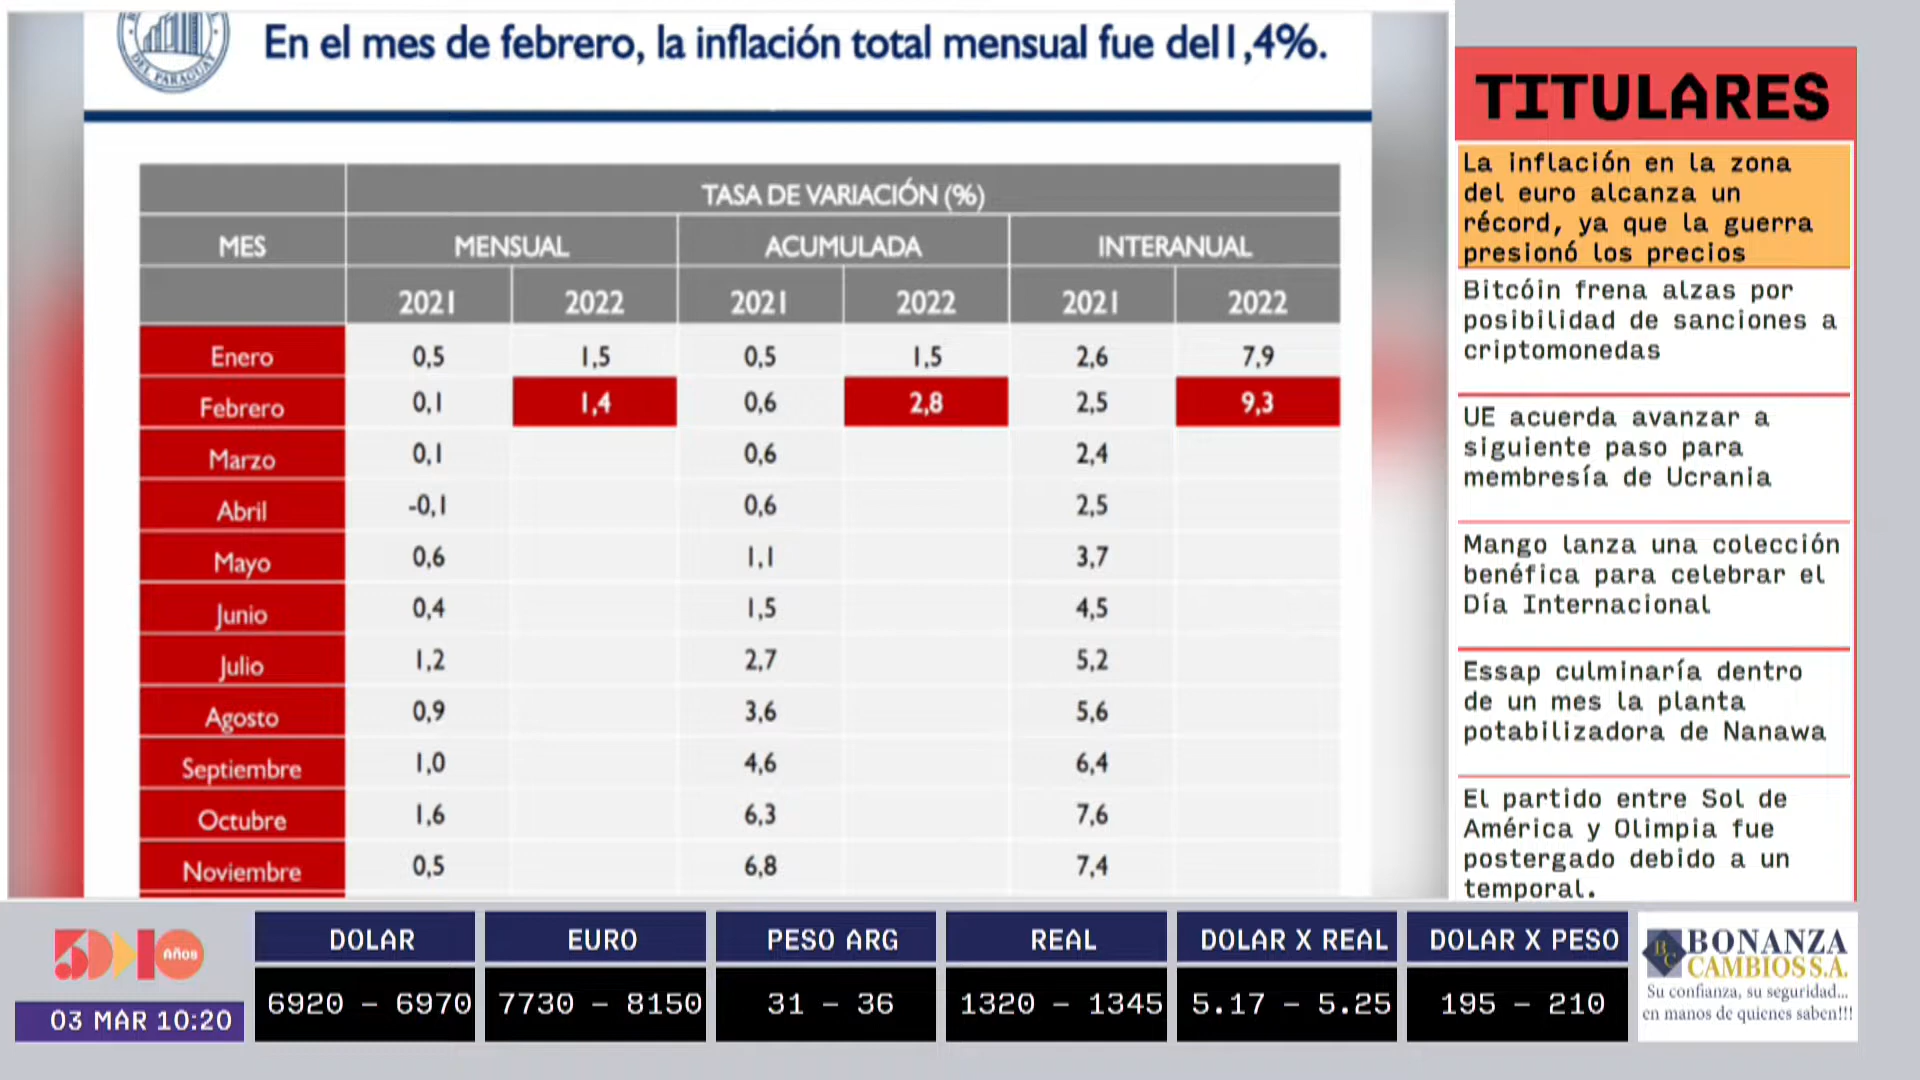 DEL PARAGUAY
En el mes de febrero, la inflación total mensual fue del1,4%.
TASA DE VARIACIÓN (%)
MES MENSUAL ACUMULADA INTERANUAL
2021 2022 2021 2022 2021 2022
Enero 0,5 1,5 0,5 1,5 2,6 7,9
Febrero 0,1 1,4 0,6 2,8 2,5 9,3
Marzo 0,1 0,6 2,4
Abril -0,1 0,6 2,5
Mayo 0,6 1,1 3,7
Junio 0,4 1,5 4,5
Julio 1,2 2,7 5,2
Agosto 0,9 3,6 5,6
Septiembre 1,0 4,6 6,4
Octubre 1,6 6,3 7,6
Noviembre 0,5 6,8 7,4
TITULARES
La inflación en la zona
del euro alcanza un
récord, ya que la guerra
presionó los precios
Bitcóin frena alzas por
posibilidad de sanciones a
criptomonedas
UE acuerda avanzar a
siguiente paso para
membresía de Ucrania
Mango lanza una colección
benéfica para celebrar el
Día Internacional
Essap culminaría dentro
de un mes la planta
potabilizadora de Nanawa
El partido entre Sol de
América y Olimpia fue
postergado debido a un
temporal.
5D 10 Años
03 MAR 10:20
DOLAR EURO PESO ARG REAL DOLAR X REAL DOLAR X PESO
6920 - 6970 7730 - 8150 31 - 36 1320 - 1345 5.17 - 5.25 195 - 210
BC BONANZA
CAMBIOS S.A.
Su confianza, su seguridad...
en manos de quienes saben!!!